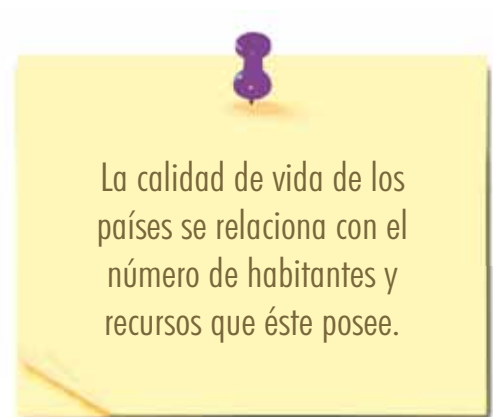 La calidad de vida de los
países se relaciona con el
número de habitantes y
recursos que éste posee.